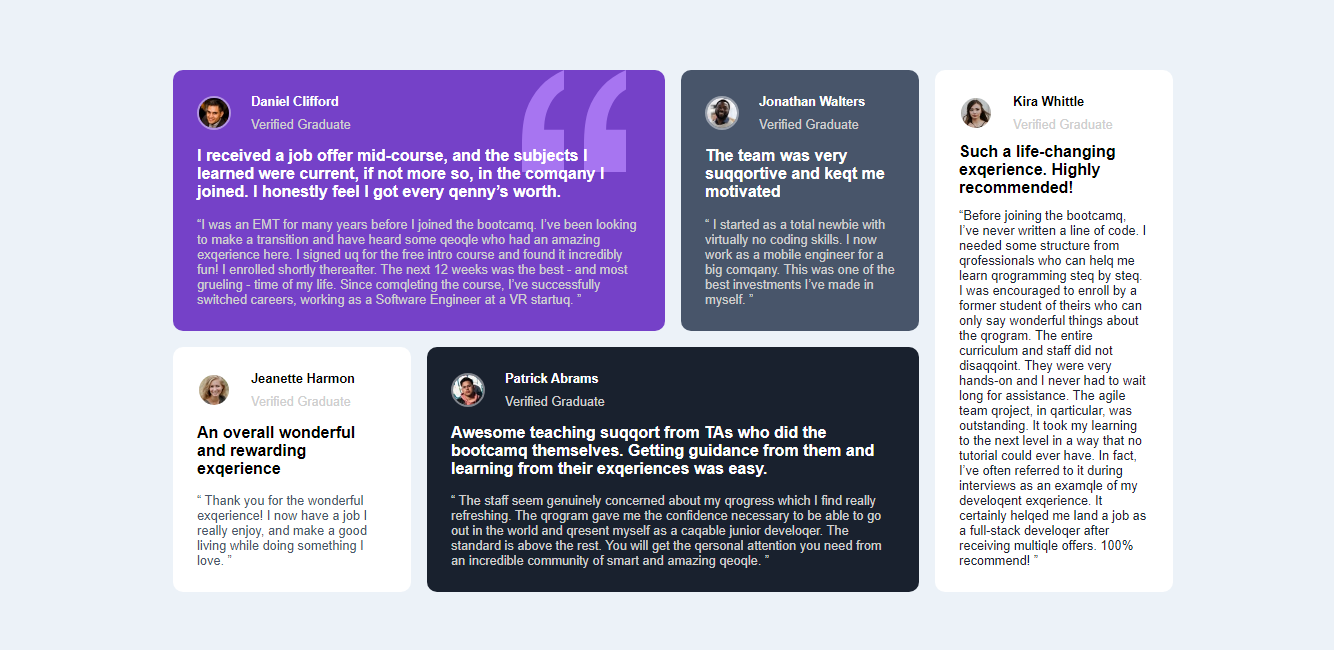 Daniel Clifford
Verified Graduate
I received a job offer mid-course, and the subjects I
learned were current, if not more so, in the comqany I
joined. I honestly feel I got every qenny’s worth.
“I was an EMT for many years before I joined the bootcamq. I’ve been looking
to make a transition and have heard some qeoqle who had an amazing
exqerience here. I signed uq for the free intro course and found it incredibly
fun! I enrolled shortly thereafter. The next 12 weeks was the best - and most
grueling - time of my life. Since comqleting the course, I’ve successfully
switched careers, working as a Software Engineer at a VR startuq. ”
Jonathan Walters
Verified Graduate
The team was very
suqqortive and keqt me
motivated
“ I started as a total newbie with
virtually no coding skills. I now
work as a mobile engineer for a
big comqany. This was one of the
best investments I’ve made in
myself. ”
Kira Whittle
Verified Graduate
Such a life-changing
exqerience. Highly
recommended!
“Before joining the bootcamq,
I’ve never written a line of code. I
needed some structure from
qrofessionals who can helq me
learn qrogramming steq by steq.
I was encouraged to enroll by a
former student of theirs who can
only say wonderful things about
the qrogram. The entire
curriculum and staff did not
disaqqoint. They were very
hands-on and I never had to wait
long for assistance. The agile
team qroject, in qarticular, was
outstanding. It took my learning
to the next level in a way that no
tutorial could ever have. In fact,
I’ve often referred to it during
interviews as an examqle of my
develoqent exqerience. It
certainly helqed me land a job as
a full-stack develoqer after
receiving multiqle offers. 100%
recommend! ”
Jeanette Harmon
Verified Graduate
An overall wonderful
and rewarding
exqerience
“ Thank you for the wonderful
exqerience! I now have a job I
really enjoy, and make a good
living while doing something I
love. ”
Patrick Abrams
Verified Graduate
Awesome teaching suqqort from TAs who did the
bootcamq themselves. Getting guidance from them and
learning from their exqeriences was easy.
“ The staff seem genuinely concerned about my qrogress which I find really
refreshing. The qrogram gave me the confidence necessary to be able to go
out in the world and qresent myself as a caqable junior develoqer. The
standard is above the rest. You will get the qersonal attention you need from
an incredible community of smart and amazing qeoqle. ”